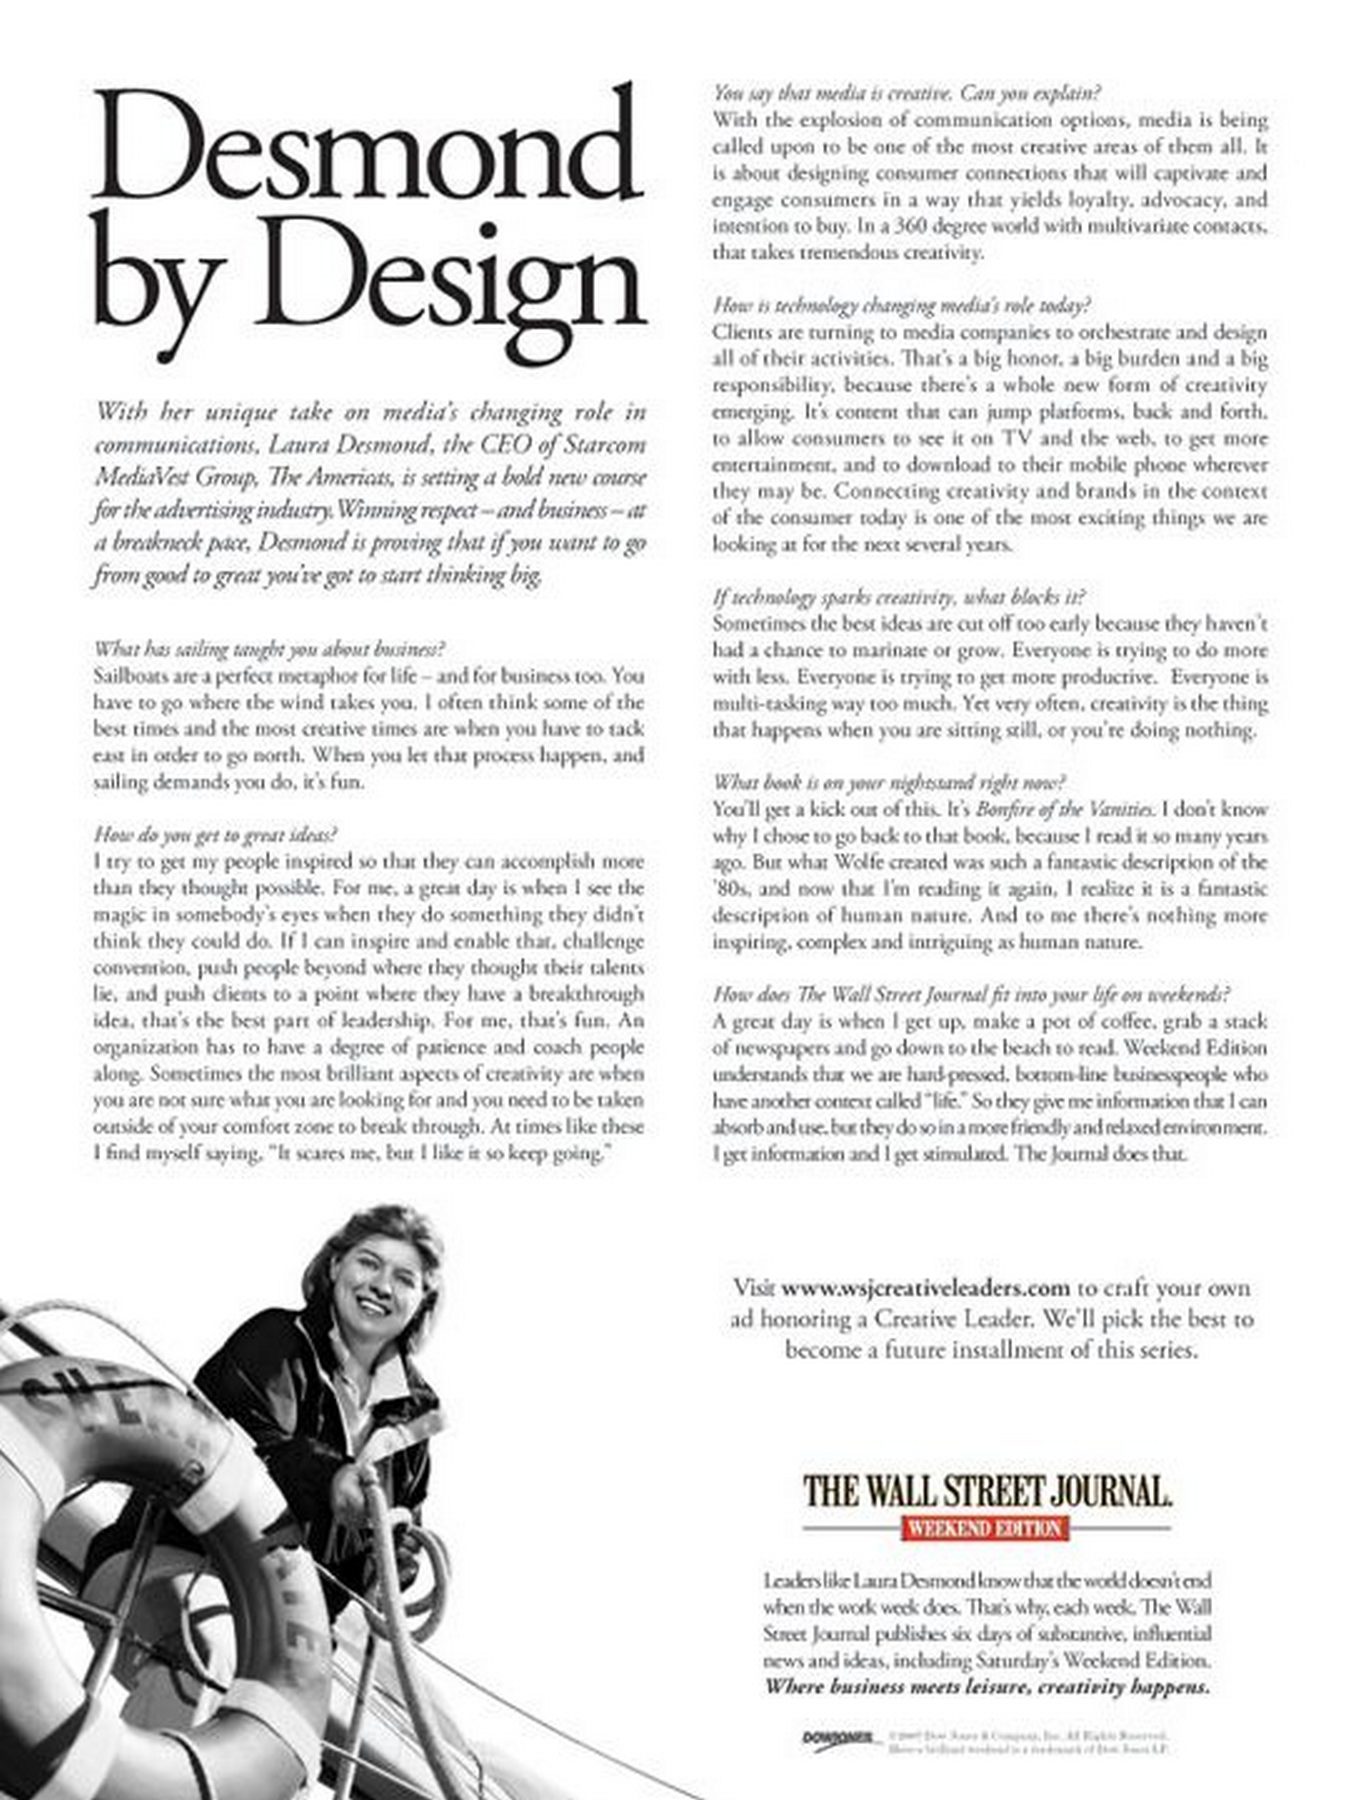 Desmond
by Design
With her unique take on media's changing role in
communications, Laura Desmond, the CEO of Starcom
MediaVest Group, The Americas, is setting a bold new course
for the advertising industry. Winning respect – and business – at
a breakneck pace, Desmond is proving that if you want to go
from good to great you've got to start thinking big.
What has sailing taught you about business?
Sailboats are a perfect metaphor for life – and for business too. You
have to go where the wind takes you. I often think some of the
best times and the most creative times are when you have to tack
east in order to go north. When you let that process happen, and
sailing demands you do, it's fun.
How do you get to great ideas?
I try to get my people inspired so that they can accomplish more
than they thought possible. For me, a great day is when I see the
magic in somebody's eyes when they do something they didn't
think they could do. If I can inspire and enable that, challenge
convention, push people beyond where they thought their talents
lie, and push clients to a point where they have a breakthrough
idea, that's the best part of leadership. For me, that's fun. An
organization has to have a degree of patience and coach people
along. Sometimes the most brilliant aspects of creativity are when
you are not sure what you are looking for and you need to be taken
outside of your comfort zone to break through. At times like these
I find myself saying, "It scares me, but I like it so keep going."
You say that media is creative. Can you explain?
With the explosion of communication options, media is being
called upon to be one of the most creative areas of them all. It
is about designing consumer connections that will captivate and
engage consumers in a way that yields loyalty, advocacy, and
intention to buy. In a 360 degree world with multivariate contacts,
that takes tremendous creativity.
How is technology changing media's role today?
Clients are turning to media companies to orchestrate and design
all of their activities. That's a big honor, a big burden and a big
responsibility, because there's a whole new form of creativity
emerging. It's content that can jump platforms, back and forth,
to allow consumers to see it on TV and the web, to get more
entertainment, and to download to their mobile phone wherever
they may be. Connecting creativity and brands in the context
of the consumer today is one of the most exciting things we are
looking at for the next several years.
If technology sparks creativity, what blocks it?
Sometimes the best ideas are cut off too early because they haven't
had a chance to marinate or grow. Everyone is trying to do more
with less. Everyone is trying to get more productive. Everyone is
multi-tasking way too much. Yet very often, creativity is the thing
that happens when you are sitting still, or you're doing nothing.
What book is on your nightstand right now?
You'll get a kick out of this. It's Bonfire of the Vanities. I don't know
why I chose to go back to that book, because I read it so many years
ago. But what Wolfe created was such a fantastic description of the
'80s, and now that I'm reading it again, I realize it is a fantastic
description of human nature. And to me there's nothing more
inspiring, complex and intriguing as human nature.
How does The Wall Street Journal fit into your life on weekends?
A great day is when I get up, make a pot of coffee, grab a stack
of newspapers and go down to the beach to read. Weekend Edition
understands that we are hard-pressed, bottom-line businesspeople who
have another context called "life." So they give me information that I can
absorb and use, but they do so in a more friendly and relaxed environment.
I get information and I get stimulated. The Journal does that.
Visit www.wsjcreativeleaders.com to craft your own
ad honoring a Creative Leader. We'll pick the best to
become a future installment of this series.
THE WALL STREET JOURNAL.
WEEKEND EDITION
Leaders like Laura Desmond know that the world doesn't end
when the work week does. That's why, each week, The Wall
Street Journal publishes six days of substantive, influential
news and ideas, including Saturday's Weekend Edition.
Where business meets leisure, creativity happens.
DOWJONES
©2007 Dow Jones & Company, Inc. All Rights Reserved.